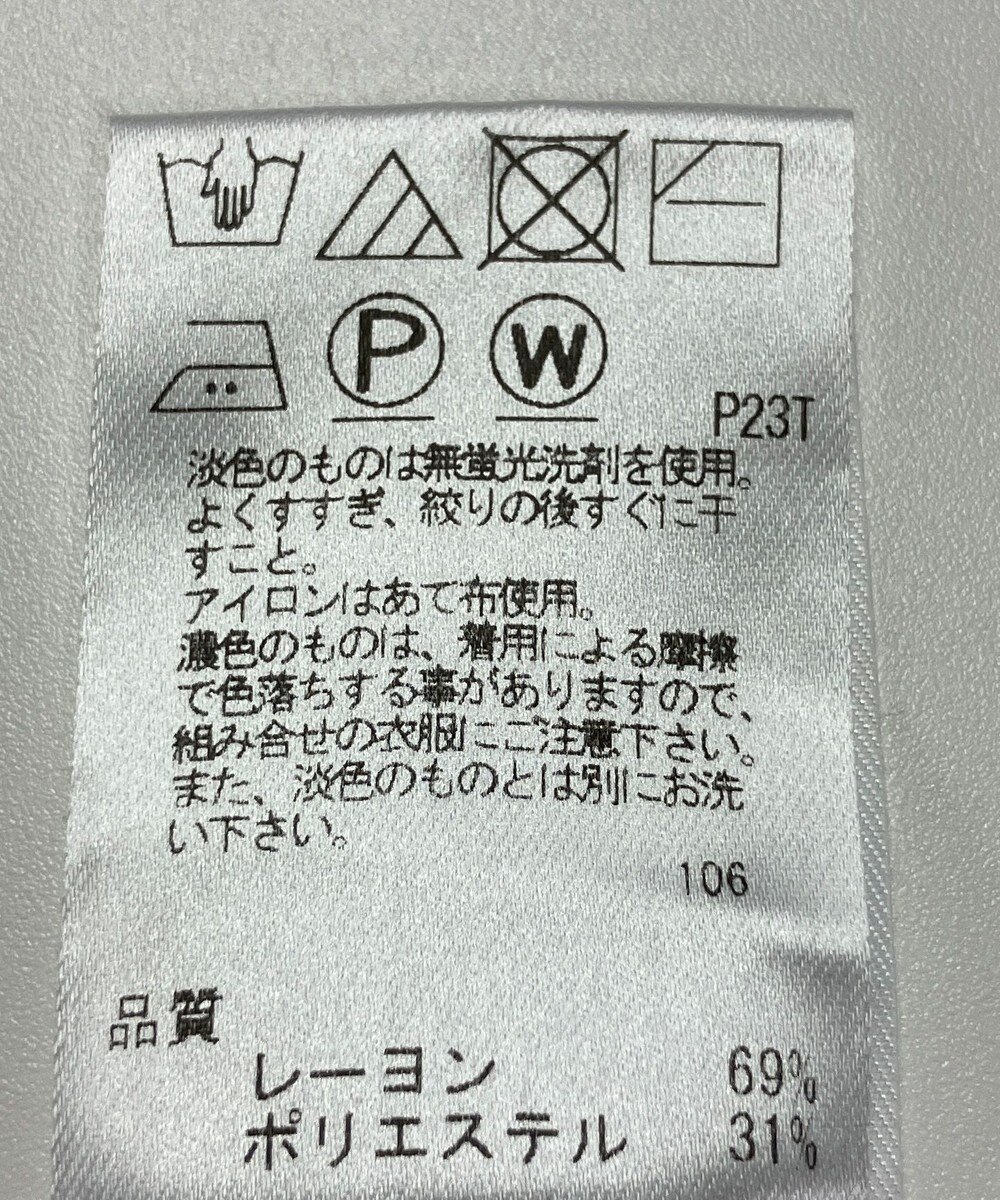 P W
P23T
淡色のものは無蛍光洗剤を使用。
よくすすぎ、絞りの後すぐに干
すこと。
アイロンはあて布使用。
濃色のものは、着用による摩擦
で色落ちする事がありますので、
組み合せの衣服にご注意下さい。
また、淡色のものとは別にお洗
い下さい。
106
品質
レーヨン 69%
ポリエステル 31%